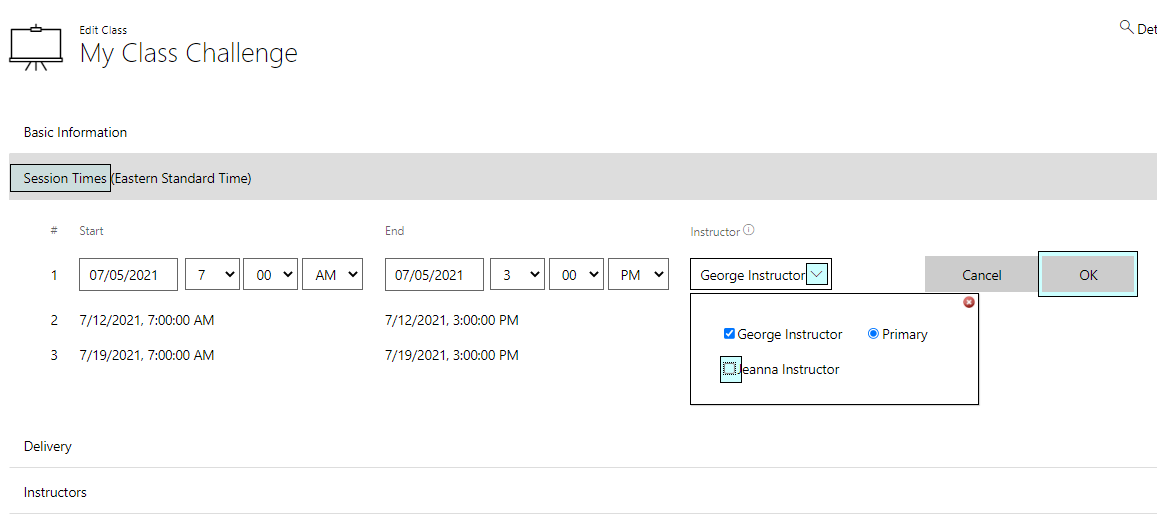 Edit Class
My Class Challenge
Det
Basic Information
Session Times (Eastern Standard Time)
# Start End Instructor
1 07/05/2021 7 00 AM 07/05/2021 3 00 PM George Instructor Cancel OK
George Instructor Primary
Jeanna Instructor
2 7/12/2021, 7:00:00 AM 7/12/2021, 3:00:00 PM
3 7/19/2021, 7:00:00 AM 7/19/2021, 3:00:00 PM
Delivery
Instructors